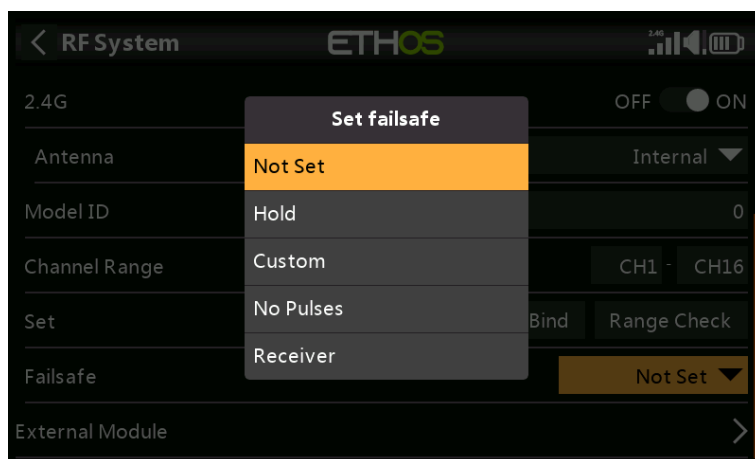 RF System ETHOS 2.4G
2.4G OFF ON
Set failsafe
Antenna Internal
Not Set
Model ID 0
Hold
Channel Range CH1 - CH16
Custom
Set Bind Range Check
No Pulses
Receiver
Failsafe Not Set
External Module